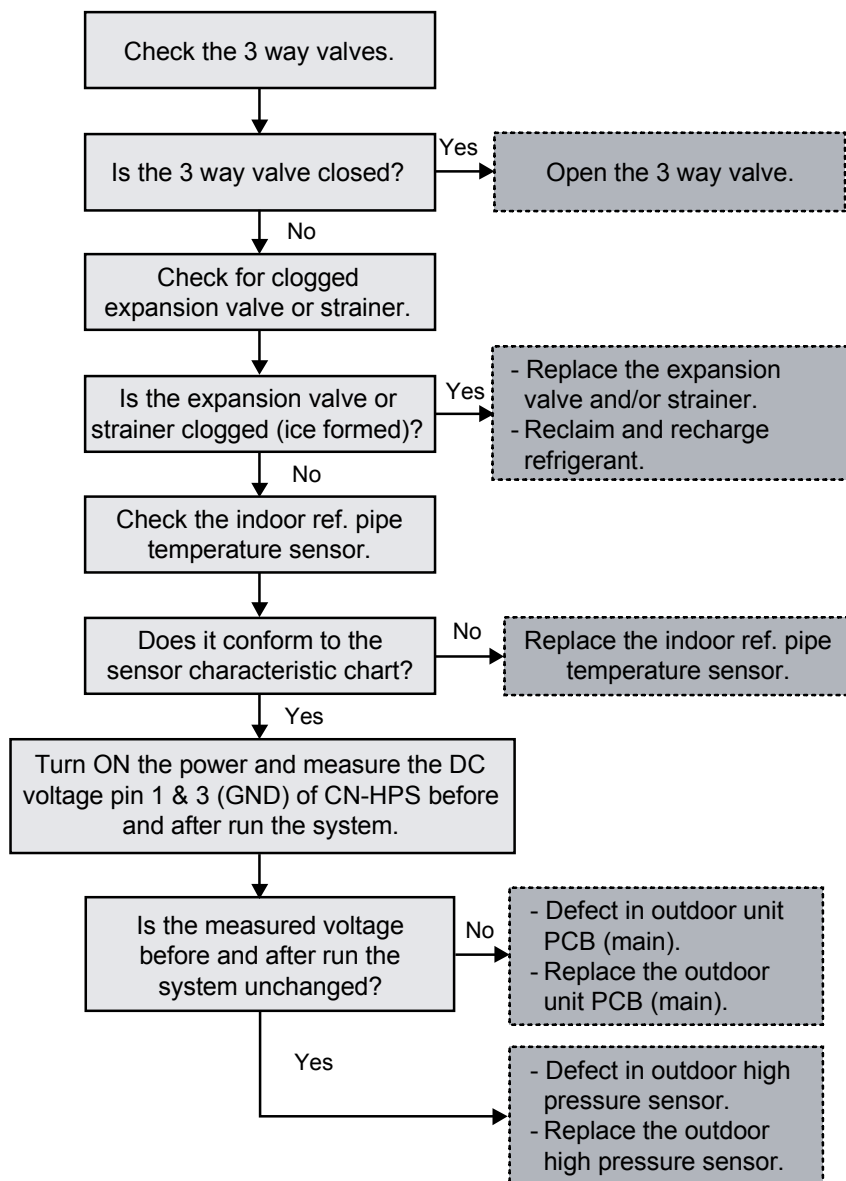 Check the 3 way valves.
Is the 3 way valve closed?
Yes
Open the 3 way valve.
No
Check for clogged
expansion valve or strainer.
Is the expansion valve or
strainer clogged (ice formed)?
Yes
- Replace the expansion
valve and/or strainer.
- Reclaim and recharge
refrigerant.
No
Check the indoor ref. pipe
temperature sensor.
Does it conform to the
sensor characteristic chart?
No
Replace the indoor ref. pipe
temperature sensor.
Yes
Turn ON the power and measure the DC
voltage pin 1 & 3 (GND) of CN-HPS before
and after run the system.
Is the measured voltage
before and after run the
system unchanged?
No
- Defect in outdoor unit
PCB (main).
- Replace the outdoor
unit PCB (main).
Yes
- Defect in outdoor high
pressure sensor.
- Replace the outdoor
high pressure sensor.